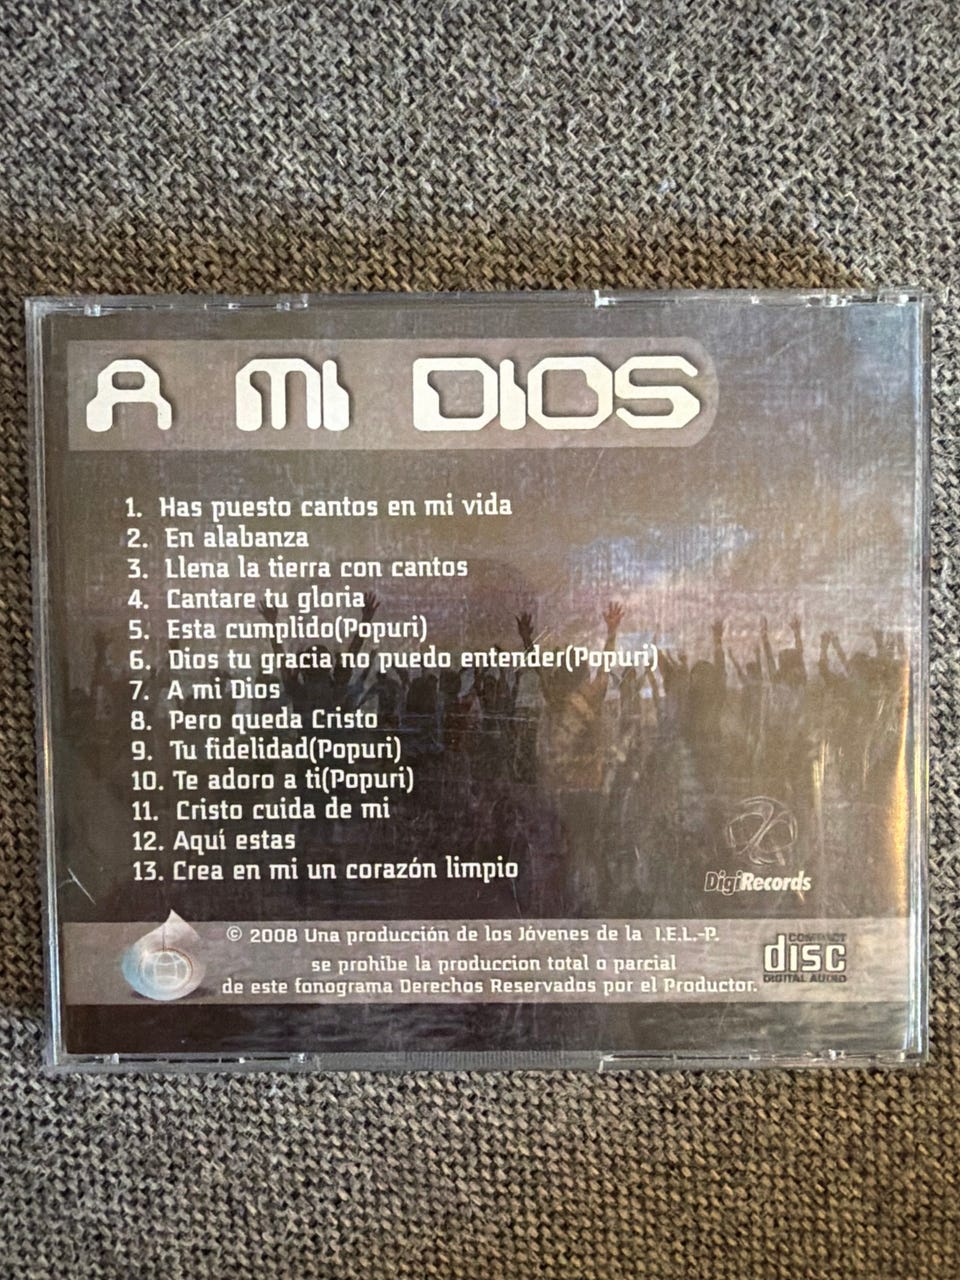 A MI DIOS
1. Has puesto cantos en mi vida
2. En alabanza
3. Llena la tierra con cantos
4. Cantare tu gloria
5. Esta cumplido(Popuri)
6. Dios tu gracia no puedo entender(Popuri)
7. A mi Dios
8. Pero queda Cristo
9. Tu fidelidad(Popuri)
10. Te adoro a ti(Popuri)
11. Cristo cuida de mi
12. Aquí estas
13. Crea en mi un corazón limpio
DigiRecords
© 2008 Una producción de los Jóvenes de la I.E.L.-P.
se prohíbe la produccion total o parcial
de este fonograma Derechos Reservados por el Productor.
COMPACT
disc
DIGITAL AUDIO